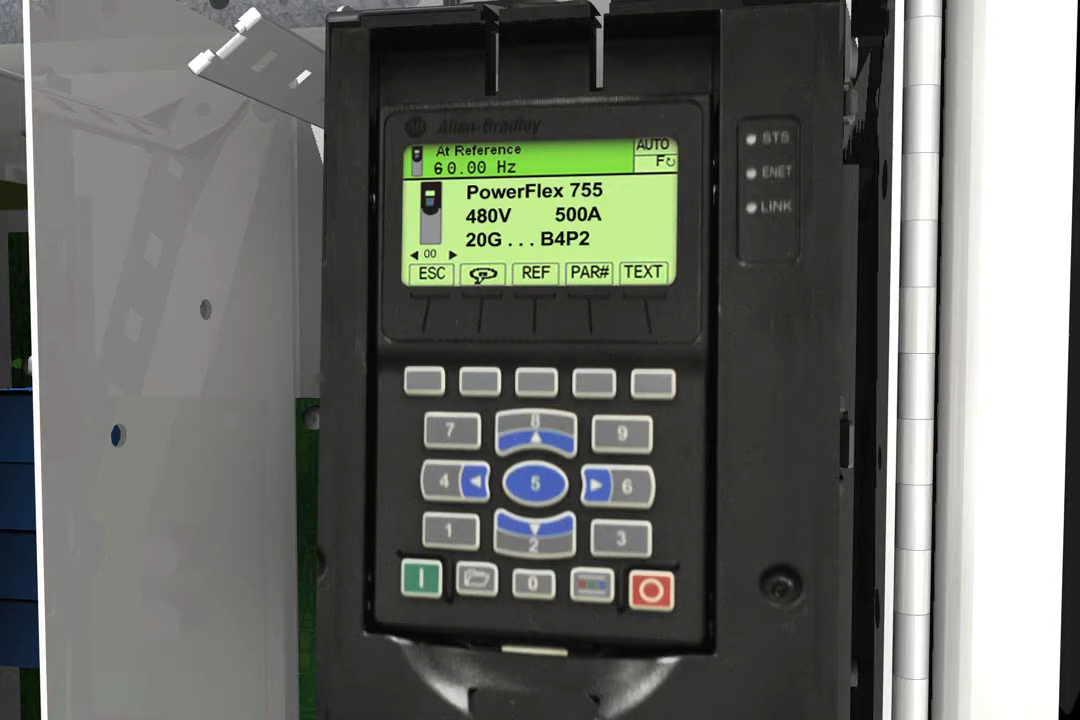 Allen-Bradley
At Reference
AUTO
60.00 Hz
F
PowerFlex 755
480V 500A
20G . . . B4P2
00
ESC
REF
PAR#
TEXT
STS
ENET
LINK
7
8
9
4
5
6
1
2
3
0